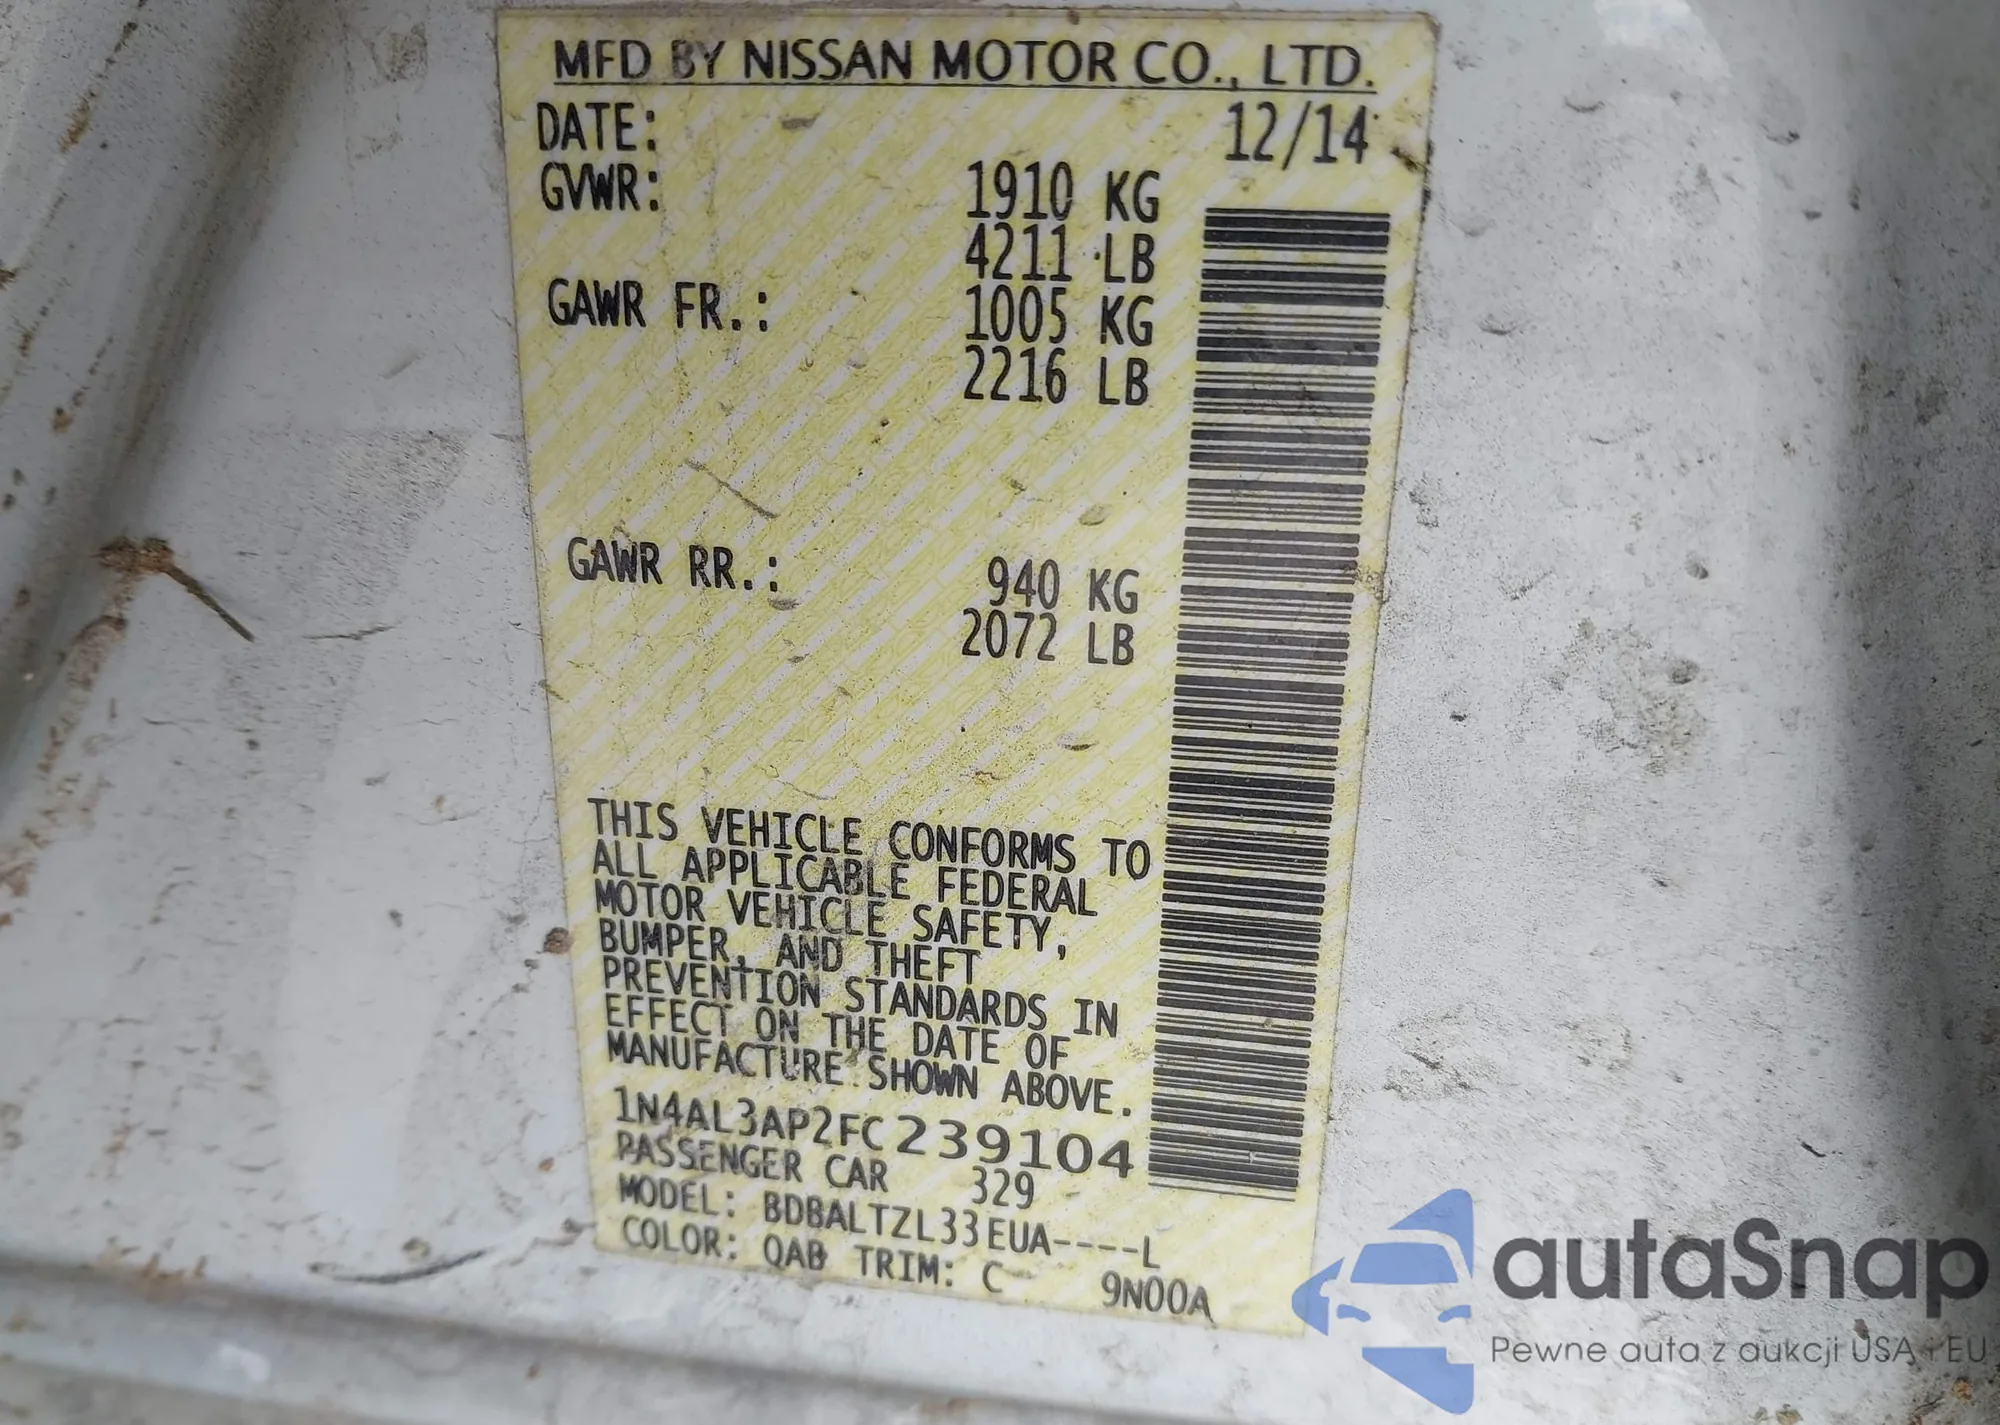 MFD BY NISSAN MOTOR CO., LTD.
DATE: 12/14
GVWR: 1910 KG
4211 LB
GAWR FR.: 1005 KG
2216 LB
GAWR RR.: 940 KG
2072 LB
THIS VEHICLE CONFORMS TO
ALL APPLICABLE FEDERAL
MOTOR VEHICLE SAFETY,
BUMPER, AND THEFT
PREVENTION STANDARDS IN
EFFECT ON THE DATE OF
MANUFACTURE SHOWN ABOVE.
1N4AL3AP2FC239104
PASSENGER CAR 329
MODEL: BDBALTZL33EUA----L
COLOR: QAB TRIM: C 9N00A
autaSnap
Pewne auta z aukcji USA i EU